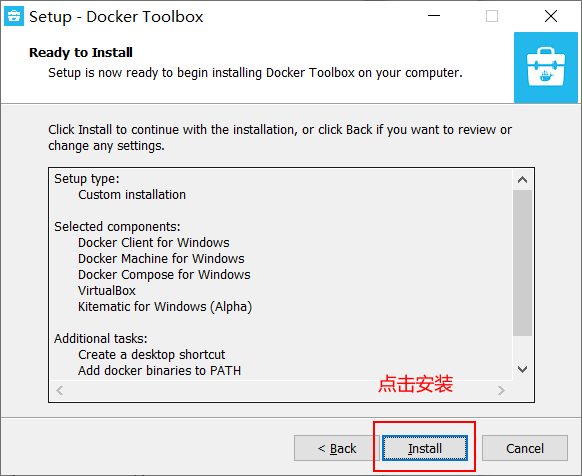 Setup - Docker Toolbox
Ready to Install
Setup is now ready to begin installing Docker Toolbox on your computer.
Click Install to continue with the installation, or click Back if you want to review or
change any settings.
Setup type:
Custom installation
Selected components:
Docker Client for Windows
Docker Machine for Windows
Docker Compose for Windows
VirtualBox
Kitematic for Windows (Alpha)
Additional tasks:
Create a desktop shortcut
Add docker binaries to PATH
点击安装
< Back
Install
Cancel